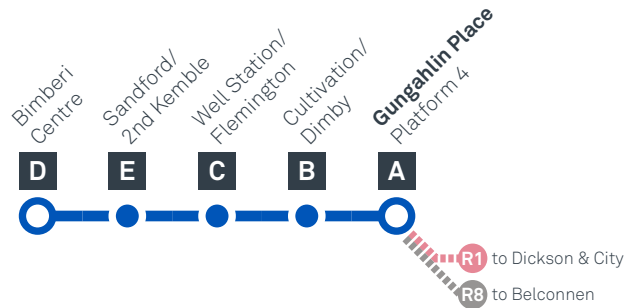 Bimberi
Centre
Sandford/
2nd Kemble
Well Station/
Flemington
Cultivation/
Dimby
Gungahlin Place
Platform 4
D
E
C
B
A
R1 to Dickson & City
R8 to Belconnen